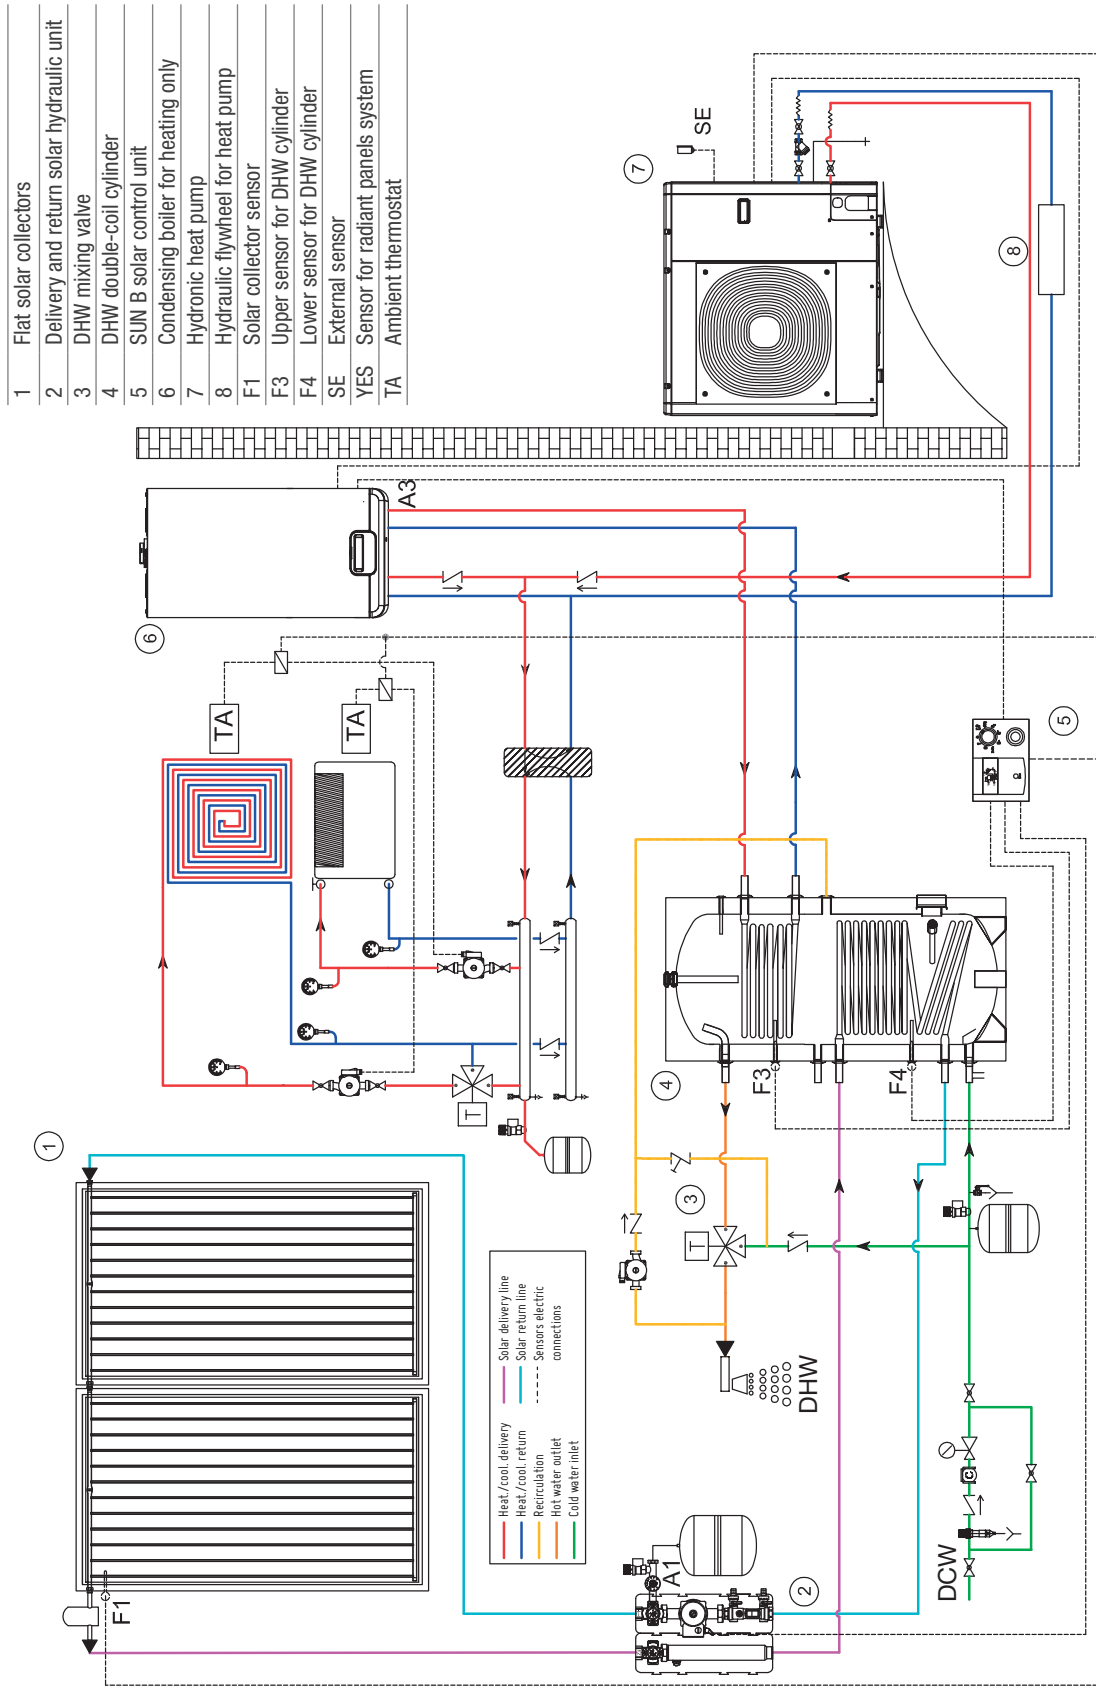 1 Flat solar collectors
2 Delivery and return solar hydraulic unit
3 DHW mixing valve
4 DHW double-coil cylinder
5 SUN B solar control unit
6 Condensing boiler for heating only
7 Hydronic heat pump
8 Hydraulic flywheel for heat pump
F1 Solar collector sensor
F3 Upper sensor for DHW cylinder
F4 Lower sensor for DHW cylinder
SE External sensor
YES Sensor for radiant panels system
TA Ambient thermostat
1
F1
TA
TA
6
A3
7
SE
8
T
Heat./cool. delivery
Heat./cool. return
Recirculation
Hot water outlet
Cold water inlet
Solar delivery line
Solar return line
Sensors electric
connections
A1
2
3
T
DHW
4
F3
F4
5
DCW
C